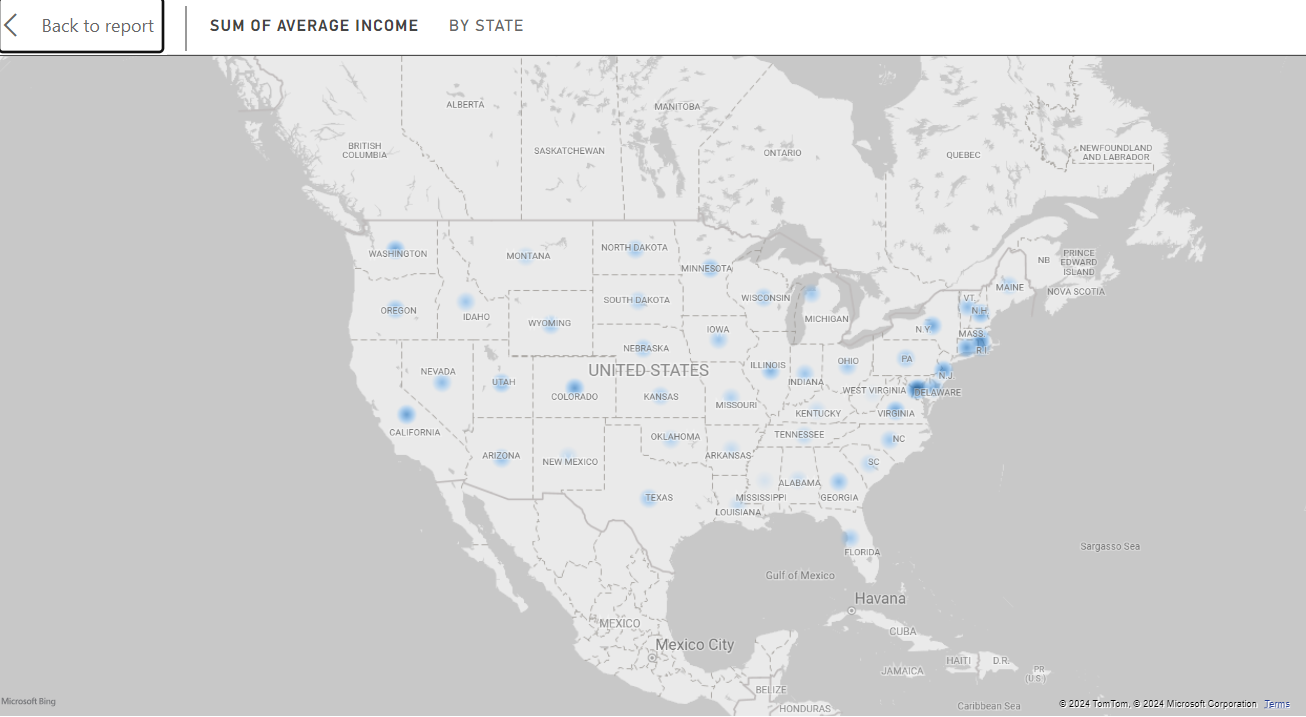 Back to report
SUM OF AVERAGE INCOME BY STATE
ALBERTA
MANITOBA
BRITISH
COLUMBIA
SASKATCHEWAN
ONTARIO
QUEBEC
NEWFOUNDLAND
AND LABRADOR
WASHINGTON
MONTANA
NORTH DAKOTA
MINNESOTA
NB
PRINCE
EDWARD
ISLAND
MAINE
NOVA SCOTIA
OREGON
IDAHO
SOUTH DAKOTA
WISCONSIN
VT
N.H
WYOMING
MICHIGAN
N.Y
IOWA
MASS
R.I
NEBRASKA
NEVADA
UTAH
UNITED STATES
ILLINOIS
INDIANA
OHIO
PA
N.J
COLORADO
KANSAS
MISSOURI
WEST VIRGINIA
DELAWARE
KENTUCKY
VIRGINIA
CALIFORNIA
OKLAHOMA
TENNESSEE
NC
ARIZONA
NEW MEXICO
ARKANSAS
SC
TEXAS
MISSISSIPPI
ALABAMA
GEORGIA
LOUISIANA
FLORIDA
Sargasso Sea
Gulf of Mexico
Havana
MEXICO
Mexico City
CUBA
HAITI
D.R.
JAMAICA
PR
(U.S.)
BELIZE
HONDURAS
Caribbean Sea
Microsoft Bing
© 2024 TomTom, © 2024 Microsoft Corporation Terms